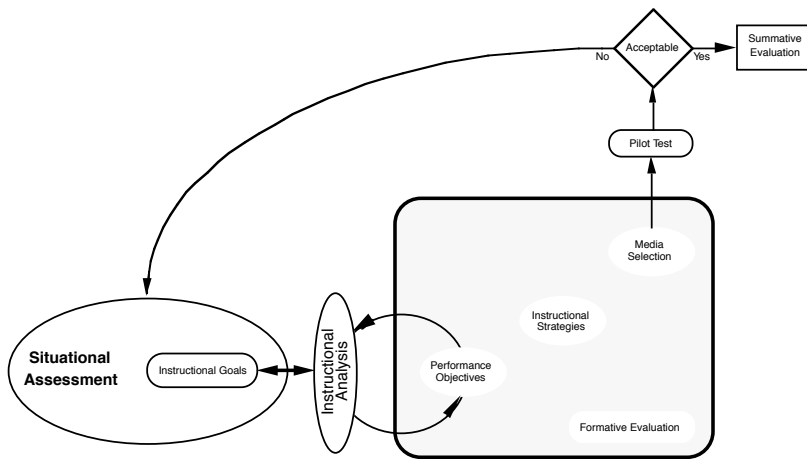 Summative
Evaluation
Acceptable
No
Yes
Pilot Test
Media
Selection
Instructional
Strategies
Situational
Assessment
Instructional Goals
Instructional
Analysis
Performance
Objectives
Formative Evaluation